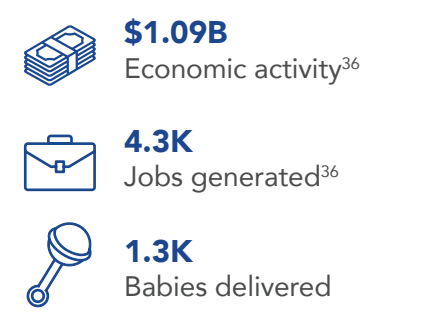 $1.09B
Economic activity³⁶
4.3K
Jobs generated³⁶
1.3K
Babies delivered